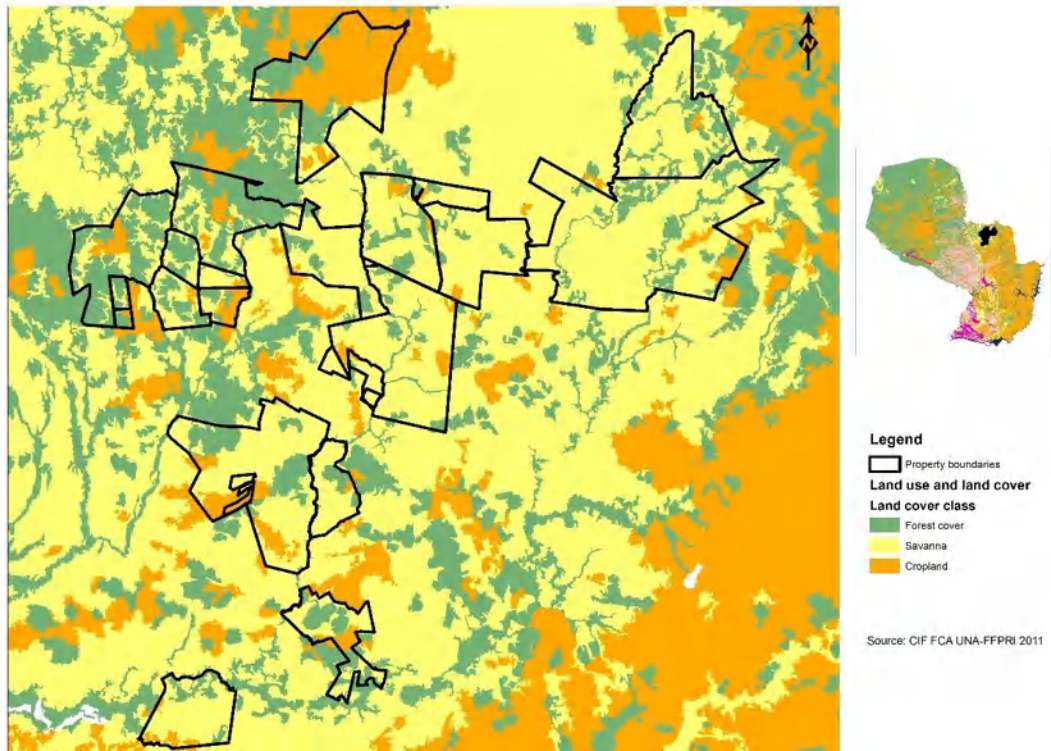 N
Legend
Property boundaries
Land use and land cover
Land cover class
Forest cover
Savanna
Cropland
Source: CIF FCA UNA-FFPRI 2011